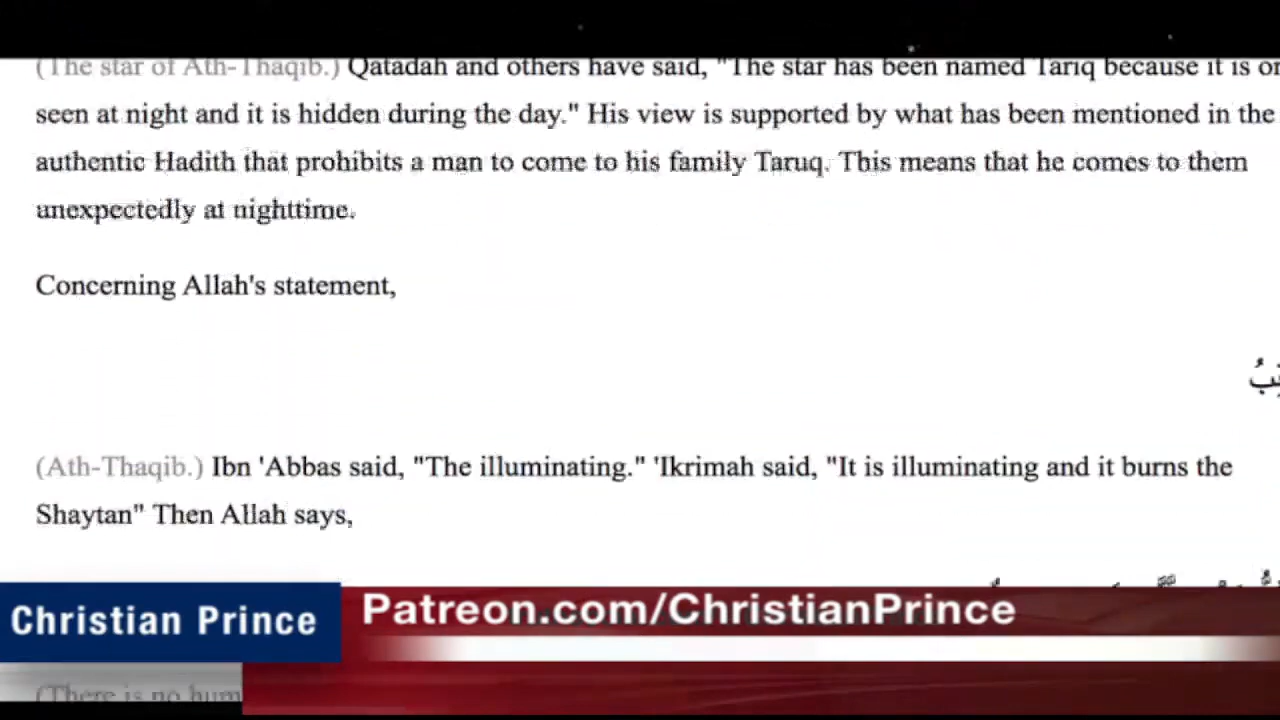 (The star of Ath-Thaqib.) Qatadah and others have said, "The star has been named Tariq because it is
seen at night and it is hidden during the day." His view is supported by what has been mentioned in the
authentic Hadith that prohibits a man to come to his family Taruq. This means that he comes to them
unexpectedly at nighttime.
Concerning Allah's statement,
(Ath-Thaqib.) Ibn 'Abbas said, "The illuminating." 'Ikrimah said, "It is illuminating and it burns the
Shaytan" Then Allah says,
Christian Prince
Patreon.com/ChristianPrince
(There is no